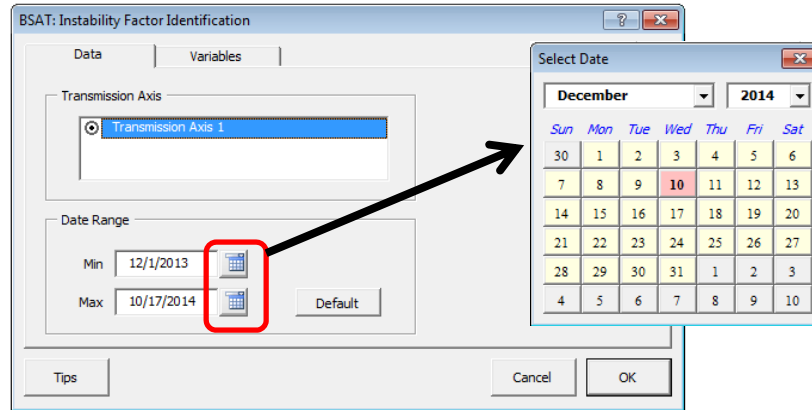 BSAT: Instability Factor Identification
Data Variables
Transmission Axis
Transmission Axis 1
Date Range
Min 12/1/2013
Max 10/17/2014 Default
Tips Cancel OK
Select Date
December 2014
Sun Mon Tue Wed Thu Fri Sat
30 1 2 3 4 5 6
7 8 9 10 11 12 13
14 15 16 17 18 19 20
21 22 23 24 25 26 27
28 29 30 31 1 2 3
4 5 6 7 8 9 10